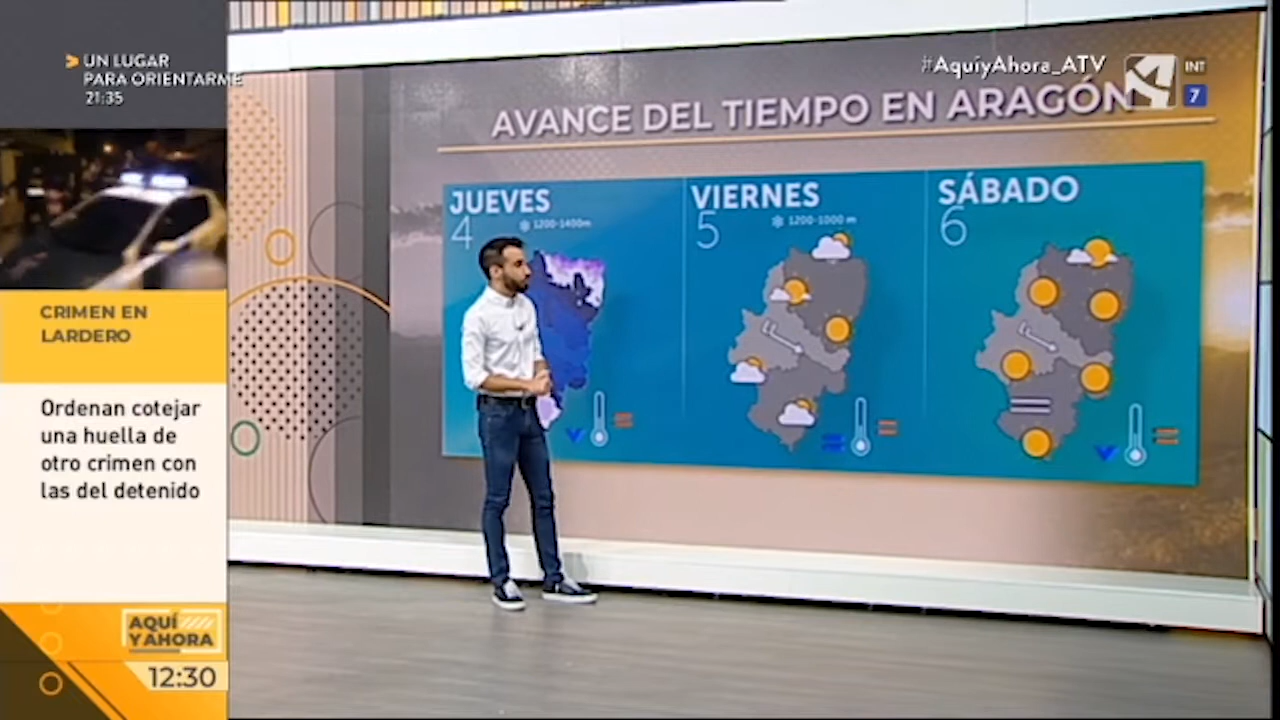 UN LUGAR
PARA ORIENTARME
21:35
#AquíyAhora_ATV
INT
7
AVANCE DEL TIEMPO EN ARAGÓN
JUEVES
4
1200-1400m
VIERNES
5
1200-1000 m
SÁBADO
6
CRIMEN EN
LARDERO
Ordenan cotejar
una huella de
otro crimen con
las del detenido
AQUÍ
Y AHORA
12:30